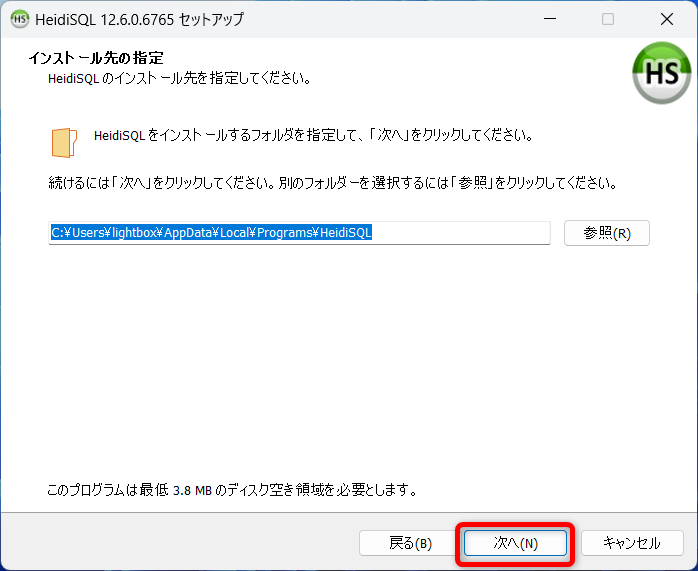 HS HeidiSQL 12.6.0.6765 セットアップ
インストール先の指定
HeidiSQL のインストール先を指定してください。
HS
HeidiSQL をインストールするフォルダを指定して、「次へ」をクリックしてください。
続けるには「次へ」をクリックしてください。別のフォルダーを選択するには「参照」をクリックしてください。
C:¥Users¥lightbox¥AppData¥Local¥Programs¥HeidiSQL
参照(R)
このプログラムは最低 3.8 MB のディスク空き領域を必要とします。
戻る(B) 次へ(N) キャンセル